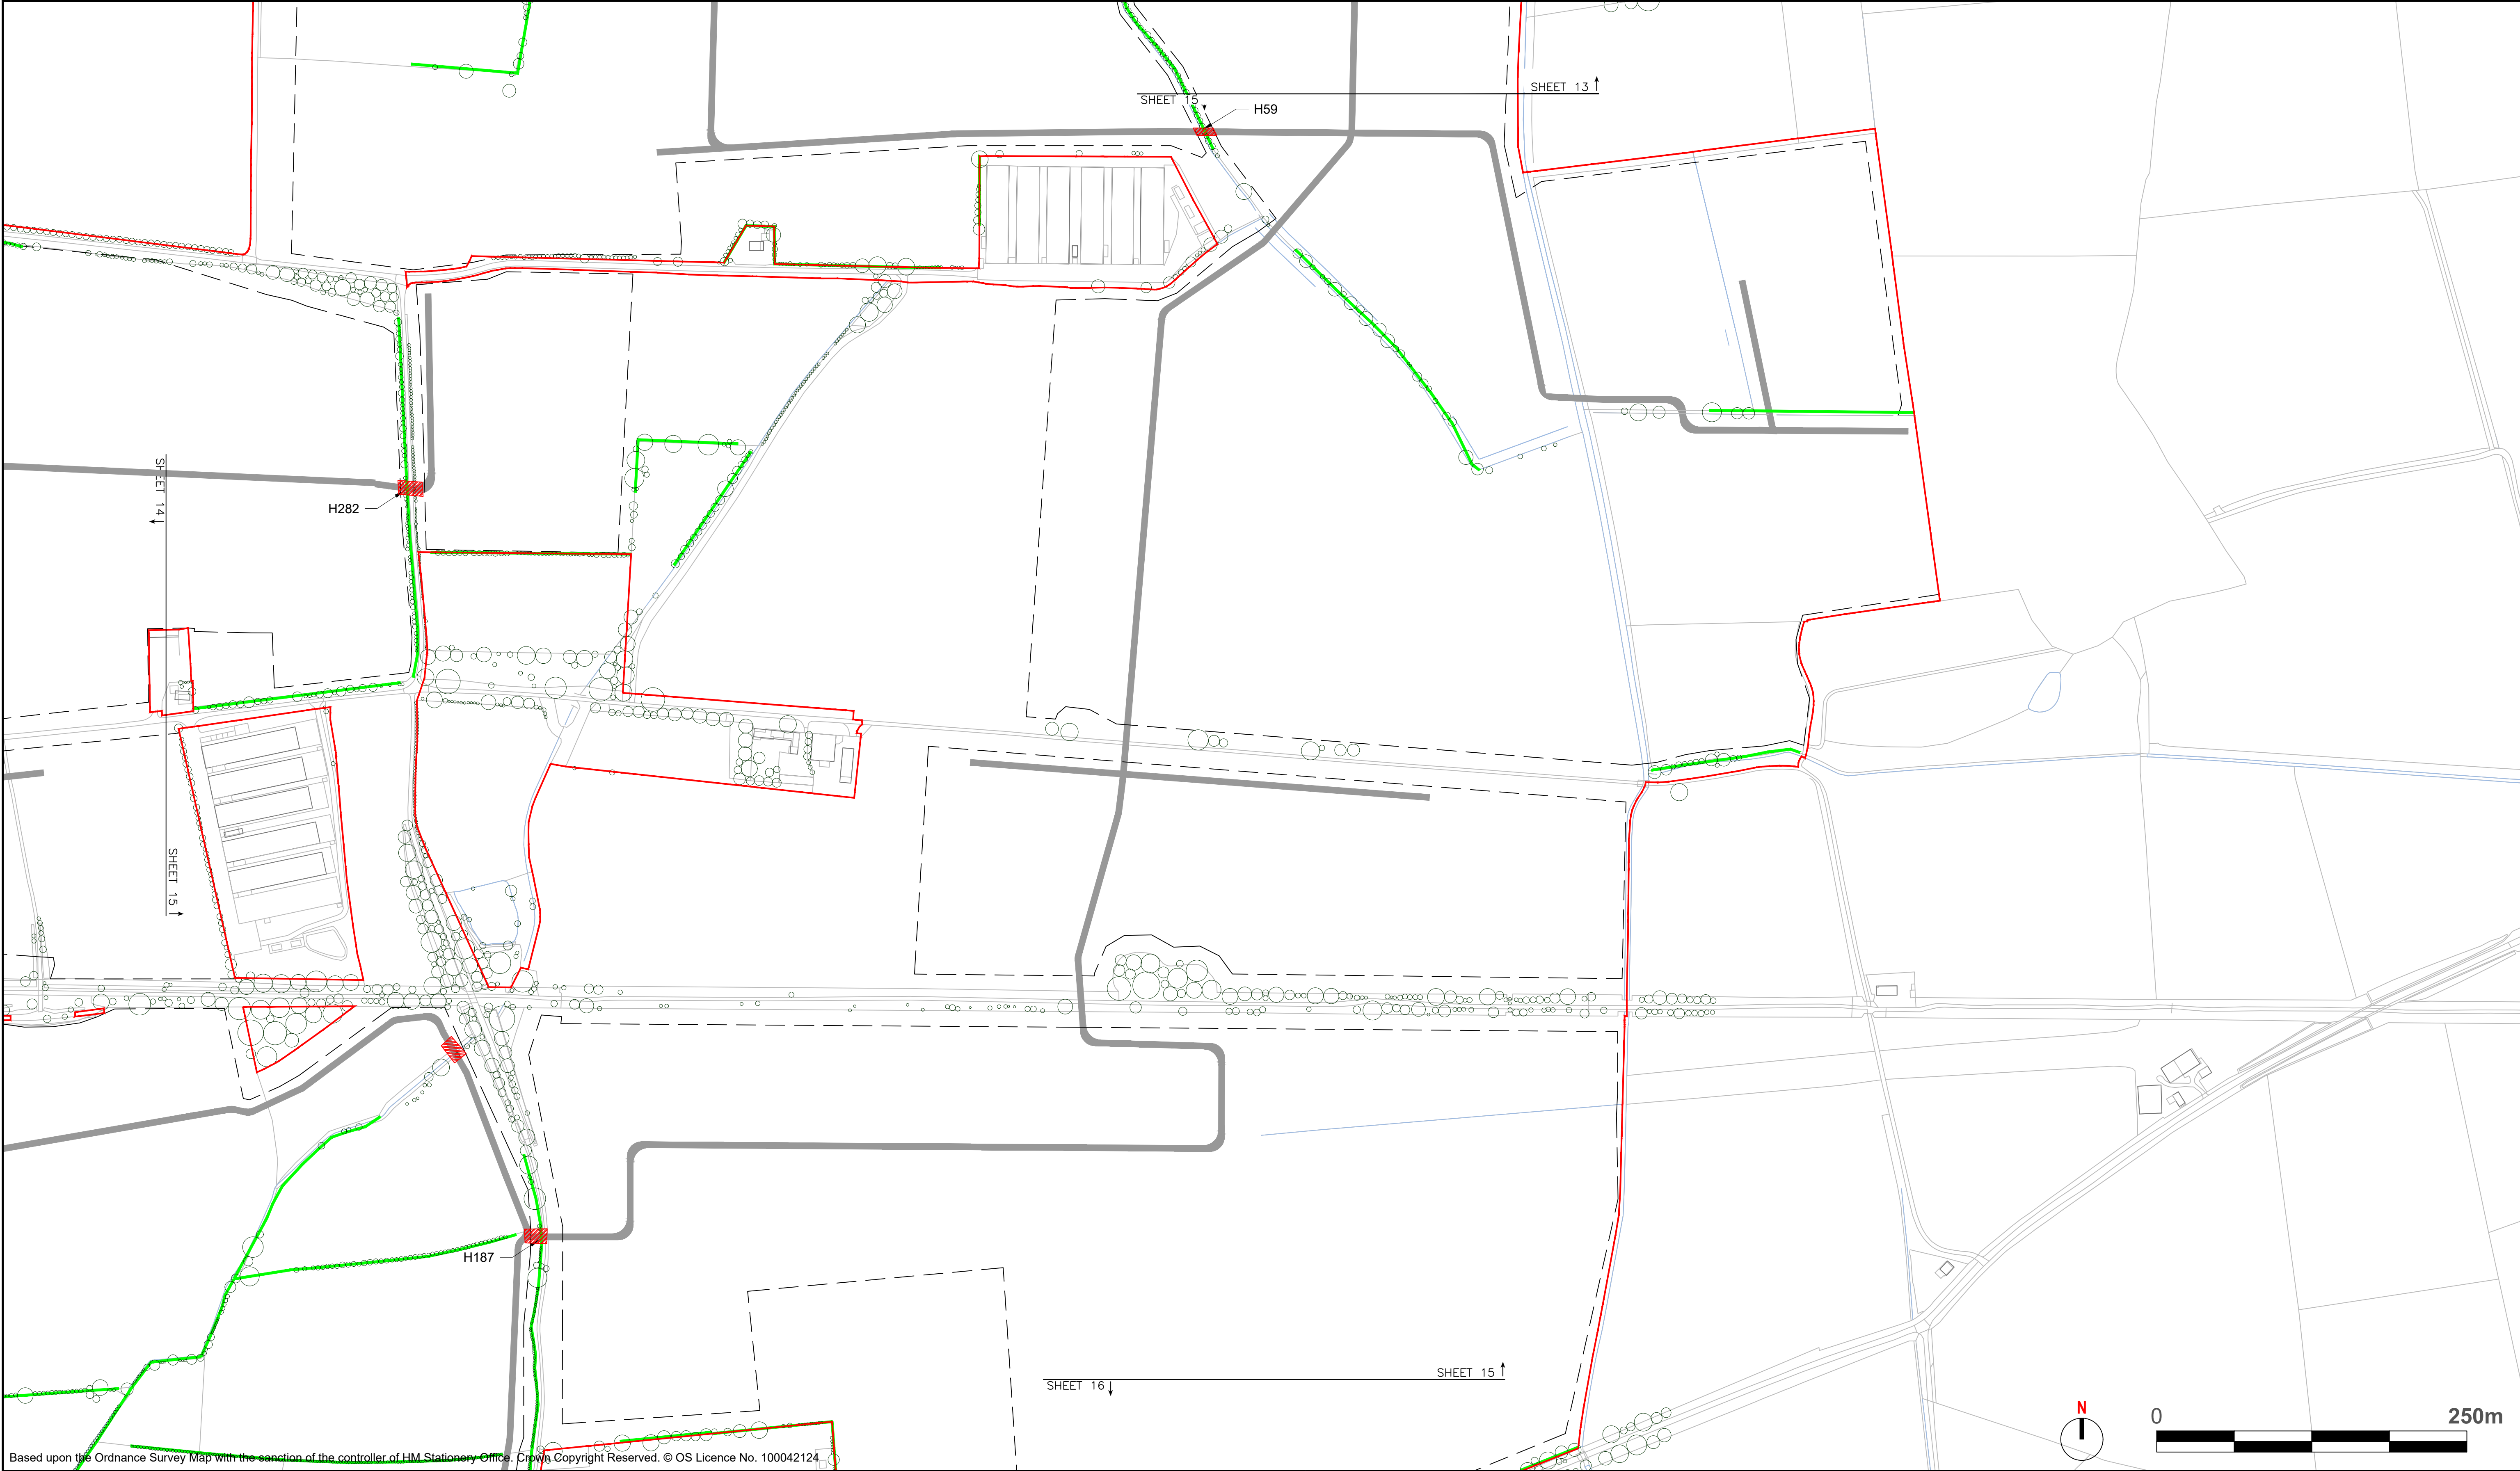 SHEET 13
SHEET 15
H59
SHEET 14
H282
SHEET 15
H187
SHEET 15
SHEET 16
N
0 250m
Based upon the Ordnance Survey Map with the sanction of the controller of HM Stationery Office. Crown Copyright Reserved. © OS Licence No. 100042124